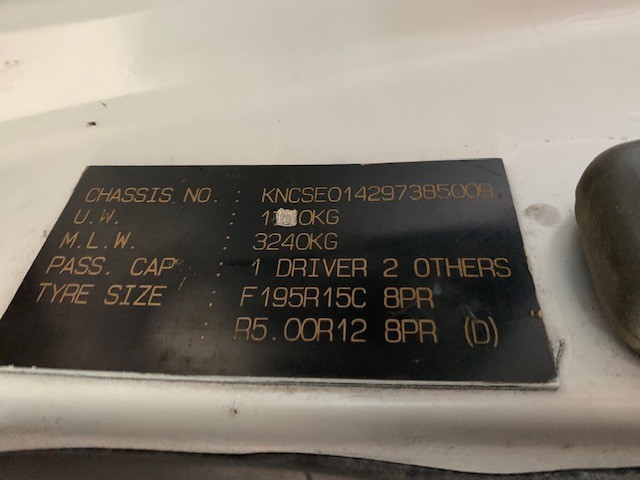 CHASSIS NO. : KNCSE014297385009
U.W. :
M.L.W. : 3240KG
PASS. CAP : 1 DRIVER 2 OTHERS
TYRE SIZE : F195R15C 8PR
: R5.00R12 8PR (D)